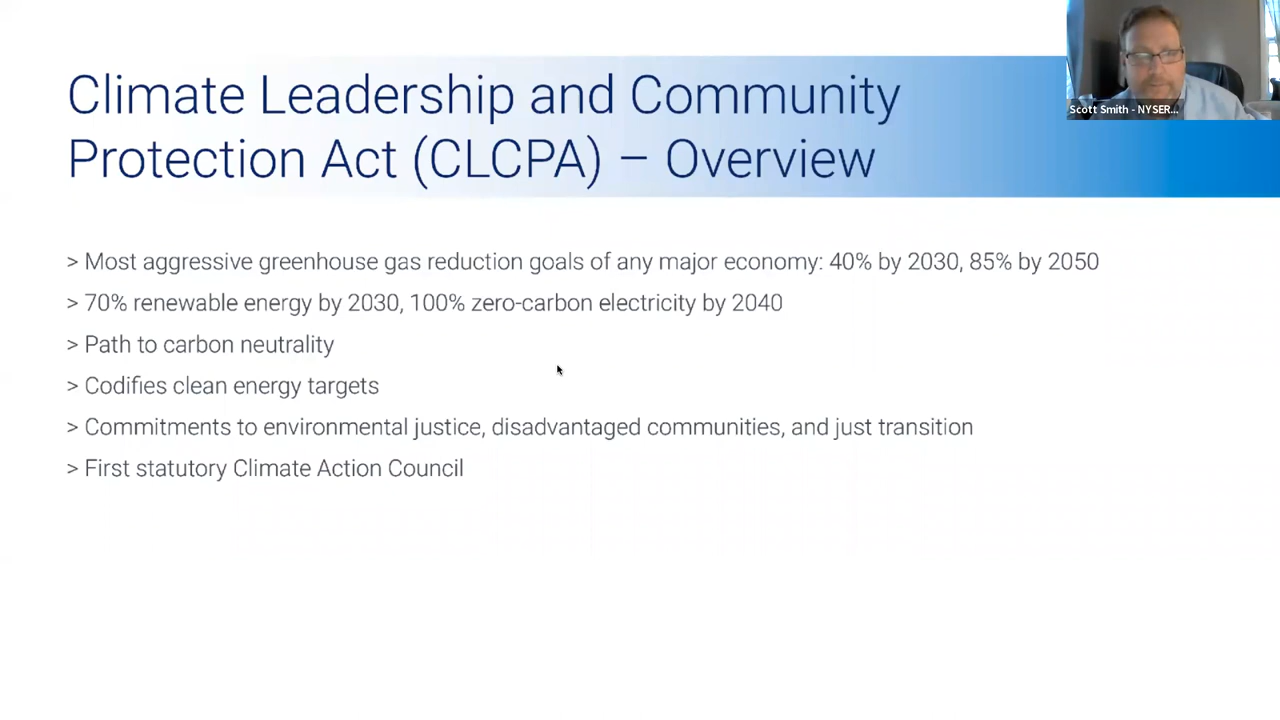 Climate Leadership and Community
Protection Act (CLCPA) – Overview
Scott Smith - NYSER...
> Most aggressive greenhouse gas reduction goals of any major economy: 40% by 2030, 85% by 2050
> 70% renewable energy by 2030, 100% zero-carbon electricity by 2040
> Path to carbon neutrality
> Codifies clean energy targets
> Commitments to environmental justice, disadvantaged communities, and just transition
> First statutory Climate Action Council